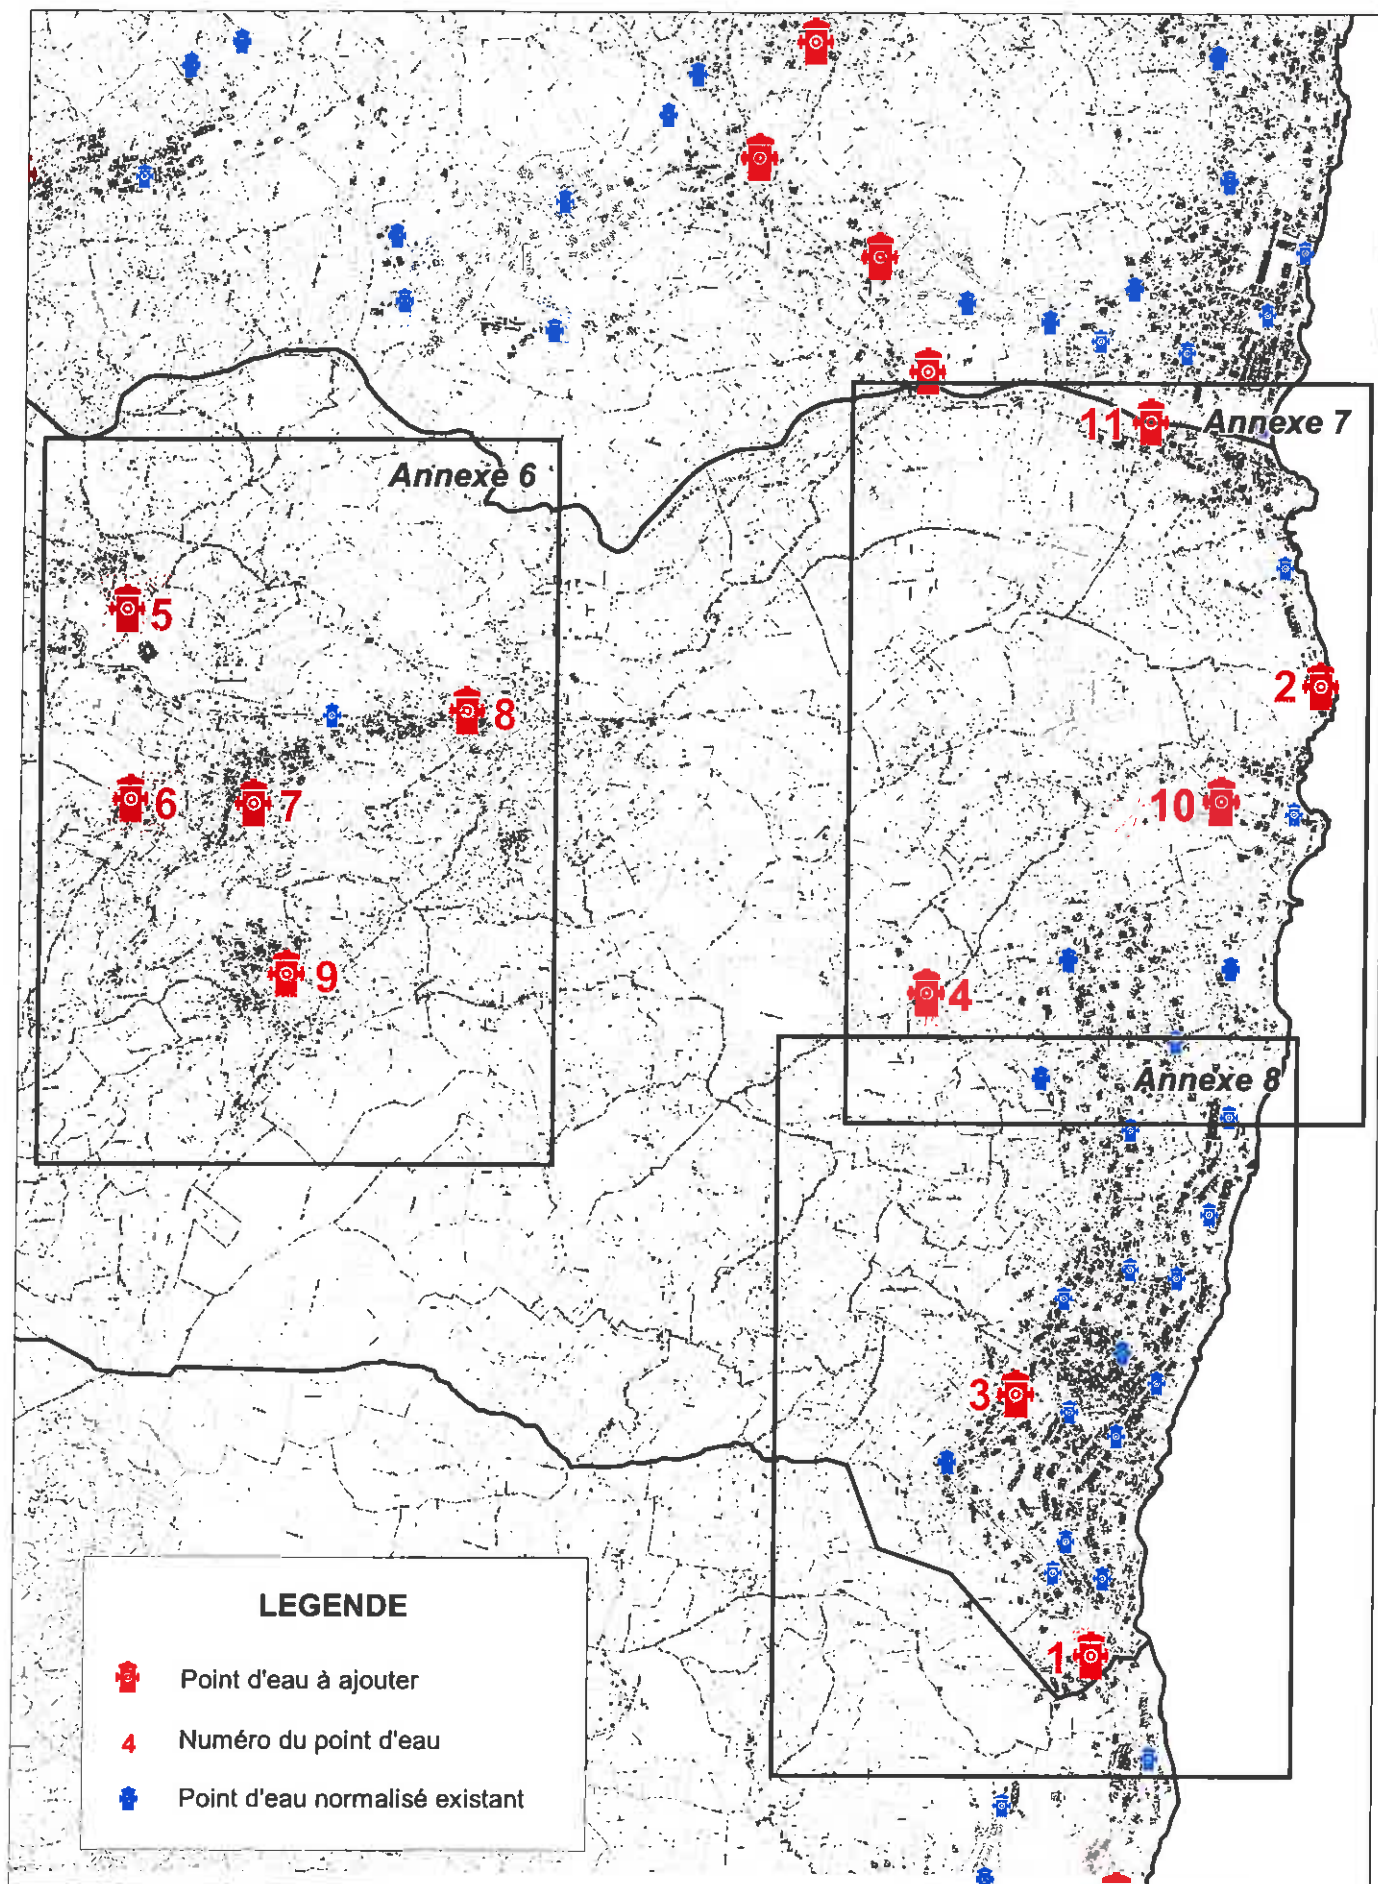 11 Annexe 7
Annexe 6
5
2
8
6 7
10
9
4
Annexe 8
3
1
LEGENDE
Point d'eau à ajouter
4 Numéro du point d'eau
Point d'eau normalisé existant